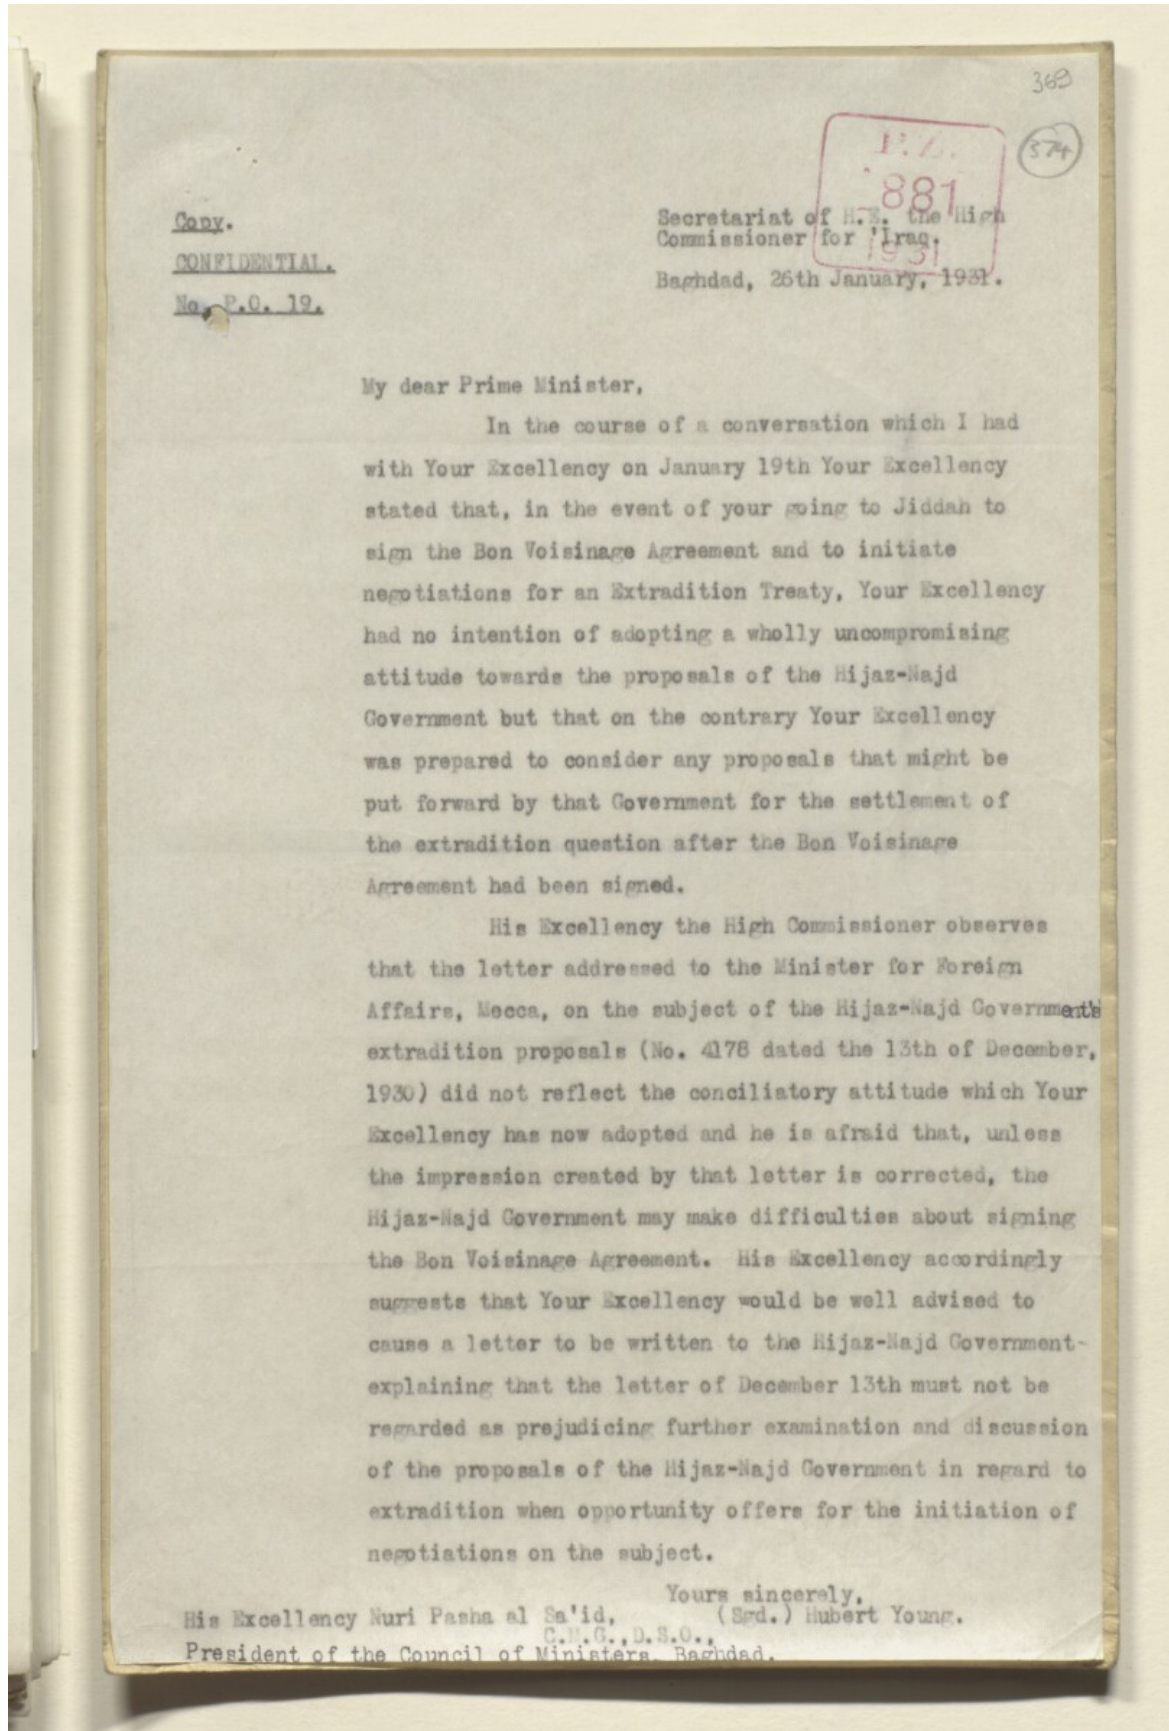 369
374
P.Z.
881
1931
Copy.
CONFIDENTIAL.
No. P.O. 19.
Secretariat of H.E. the High
Commissioner for 'Iraq.
Baghdad, 26th January, 1931.
My dear Prime Minister,
In the course of a conversation which I had
with Your Excellency on January 19th Your Excellency
stated that, in the event of your going to Jiddah to
sign the Bon Voisinage Agreement and to initiate
negotiations for an Extradition Treaty, Your Excellency
had no intention of adopting a wholly uncompromising
attitude towards the proposals of the Hijaz-Najd
Government but that on the contrary Your Excellency
was prepared to consider any proposals that might be
put forward by that Government for the settlement of
the extradition question after the Bon Voisinage
Agreement had been signed.
His Excellency the High Commissioner observes
that the letter addressed to the Minister for Foreign
Affairs, Mecca, on the subject of the Hijaz-Najd Government's
extradition proposals (No. 4178 dated the 13th of December,
1930) did not reflect the conciliatory attitude which Your
Excellency has now adopted and he is afraid that, unless
the impression created by that letter is corrected, the
Hijaz-Najd Government may make difficulties about signing
the Bon Voisinage Agreement. His Excellency accordingly
suggests that Your Excellency would be well advised to
cause a letter to be written to the Hijaz-Najd Government-
explaining that the letter of December 13th must not be
regarded as prejudicing further examination and discussion
of the proposals of the Hijaz-Najd Government in regard to
extradition when opportunity offers for the initiation of
negotiations on the subject.
Yours sincerely,
(Sgd.) Hubert Young.
His Excellency Nuri Pasha al Sa'id,
C.M.G.,D.S.O.,
President of the Council of Ministers, Baghdad.